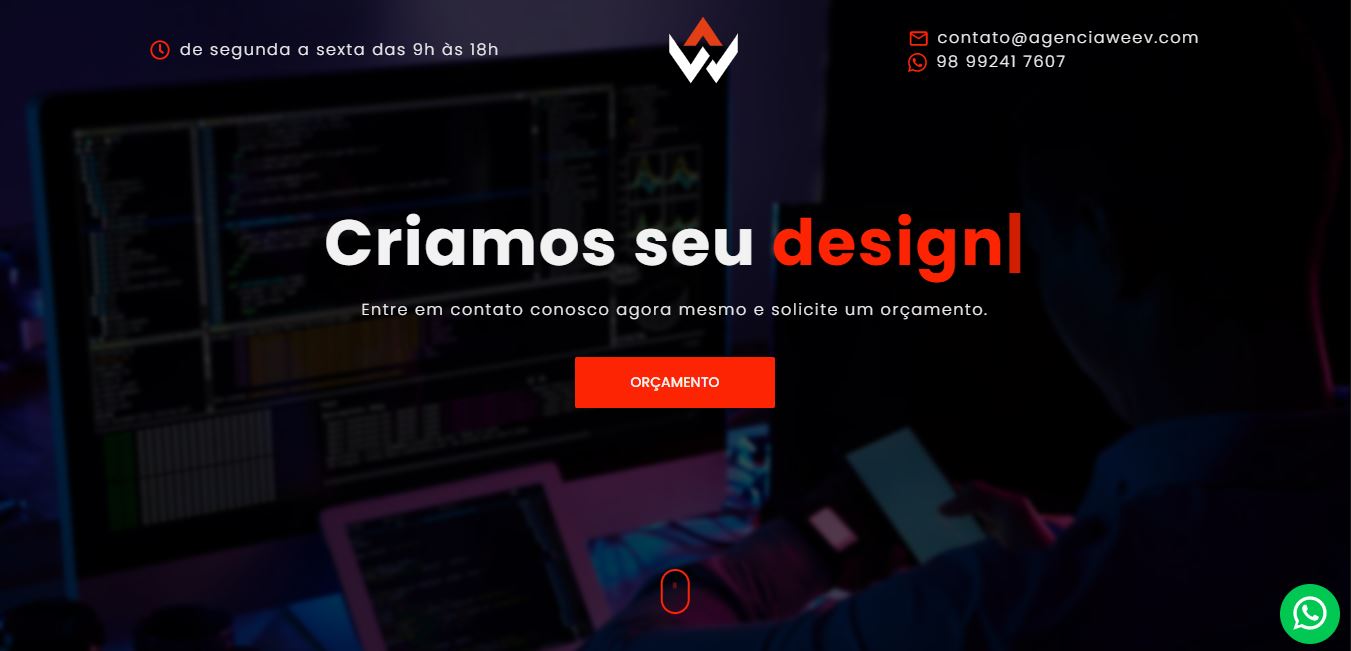 de segunda a sexta das 9h às 18h
contato@agenciaweev.com
98 99241 7607
Criamos seu design|
Entre em contato conosco agora mesmo e solicite um orçamento.
ORÇAMENTO